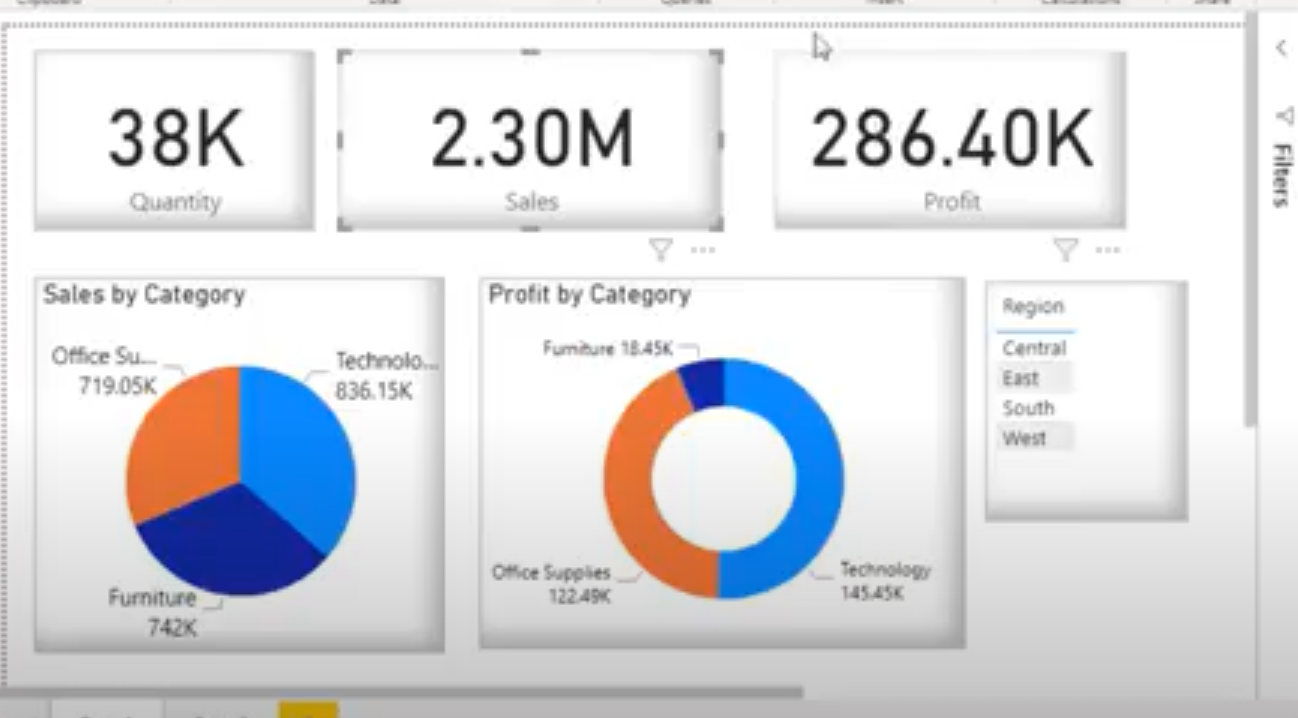 38K
Quantity
2.30M
Sales
286.40K
Profit
Filters
Sales by Category
Office Su...
719.05K
Technolo...
836.15K
Furniture
742K
Profit by Category
Furniture 18.45K
Office Supplies
122.49K
Technology
145.45K
Region
Central
East
South
West